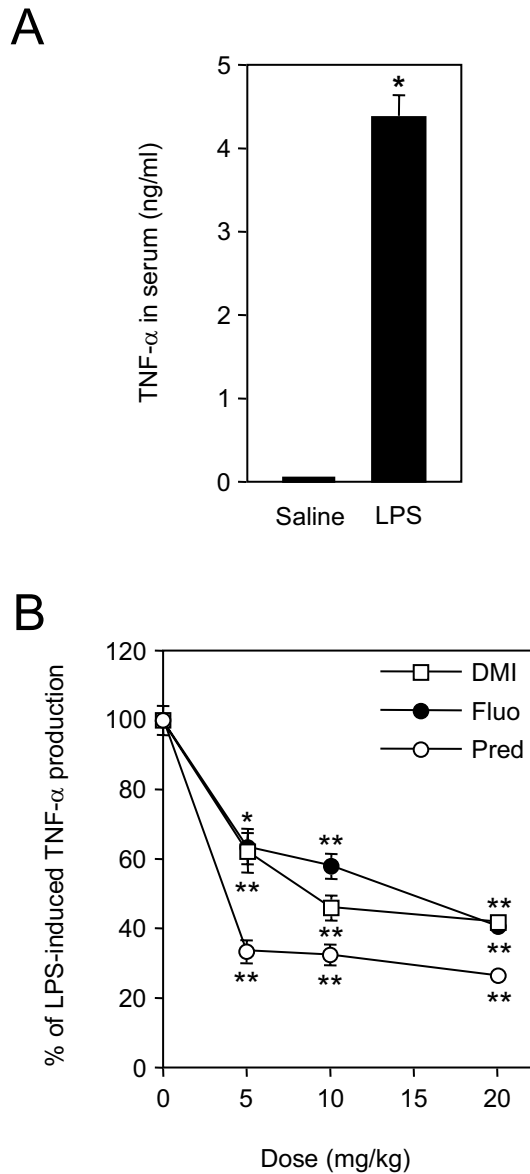 A
TNF-α in serum (ng/ml)
5
4
3
2
1
0
*
Saline LPS
B
% of LPS-induced TNF-α production
120
100
80
60
40
20
0
DMI
Fluo
Pred
*
**
**
**
**
**
**
**
**
0 5 10 15 20
Dose (mg/kg)